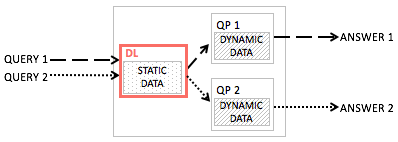 QP 1
DYNAMIC
DATA
ANSWER 1
DL
QUERY 1
QUERY 2
STATIC
DATA
QP 2
DYNAMIC
DATA
ANSWER 2